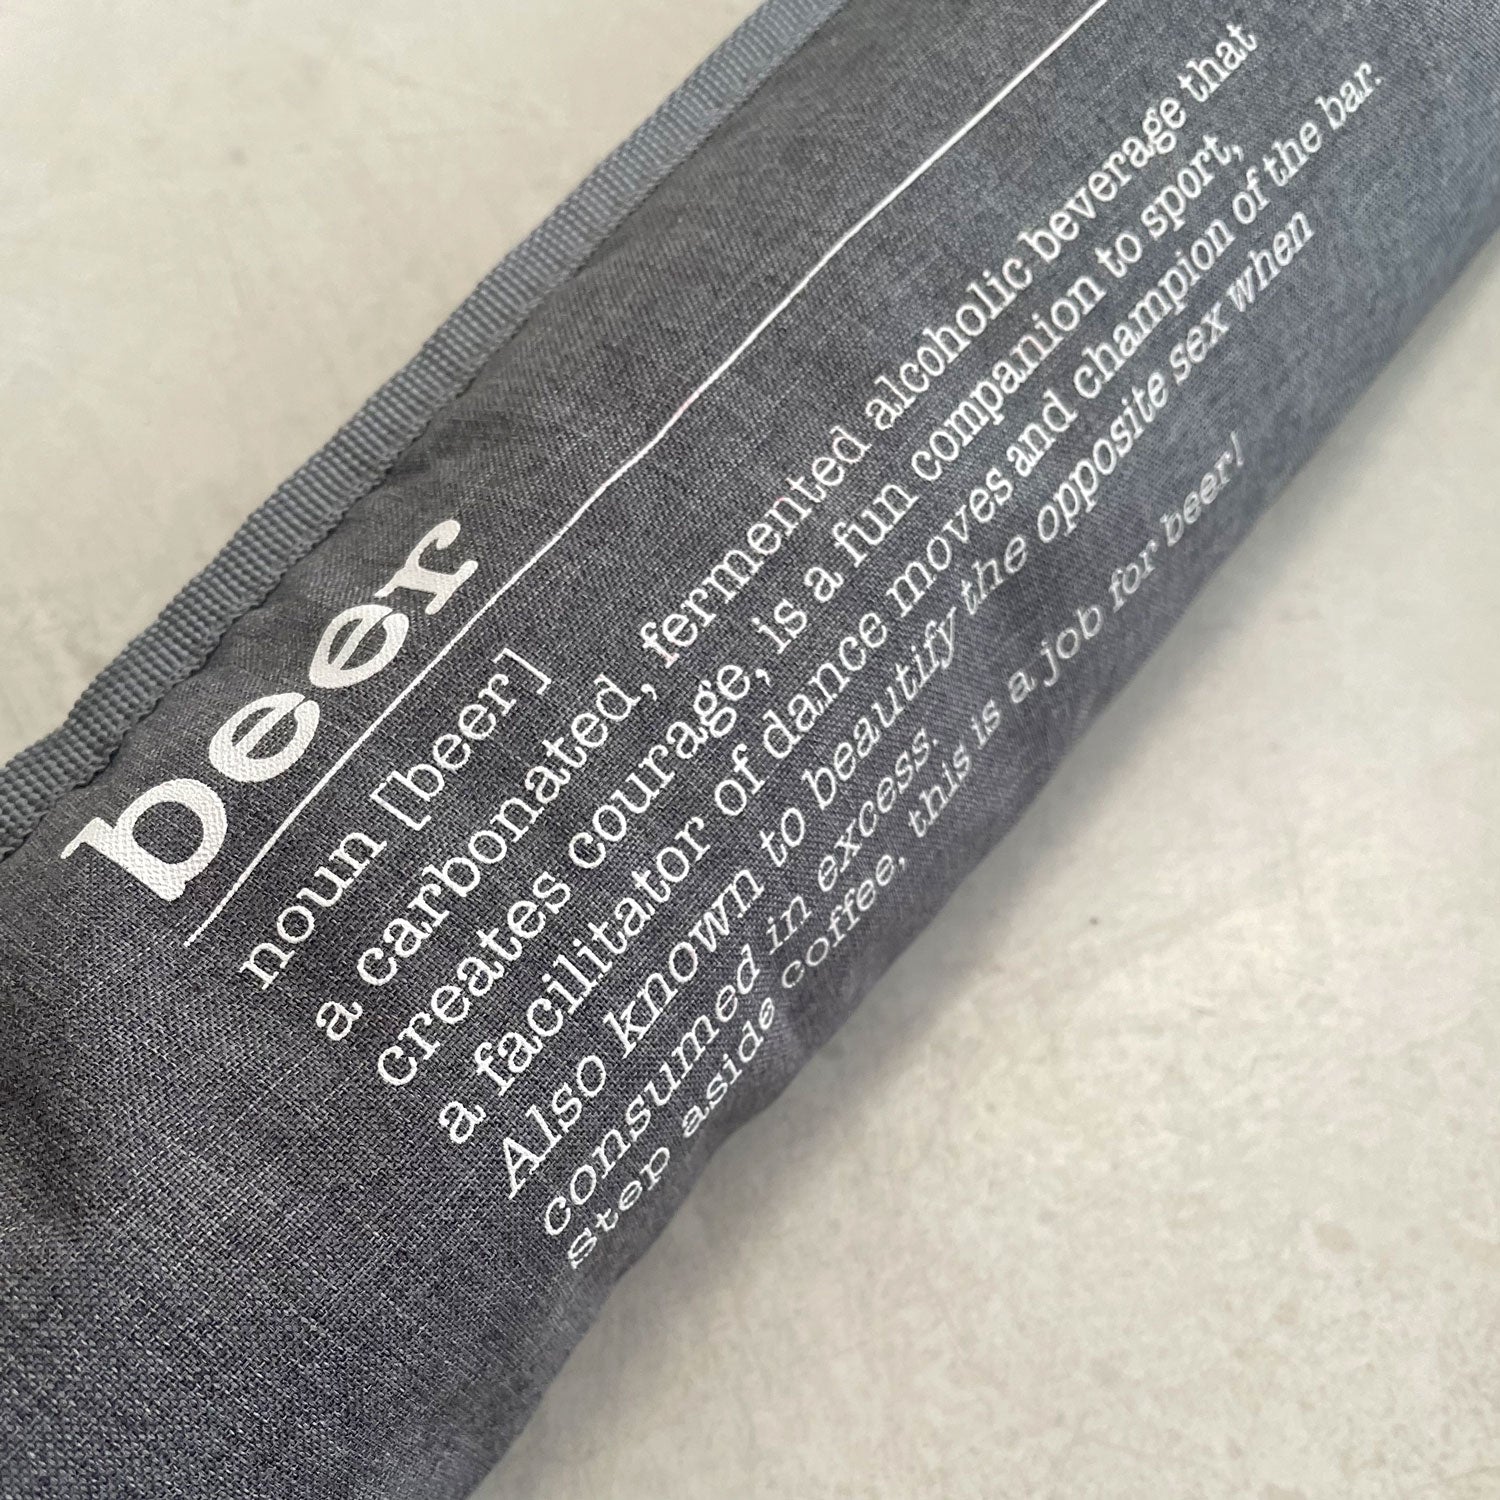 beer
noun [beer]
a carbonated, fermented alcoholic beverage that
creates courage, is a fun companion to sport,
a facilitator of dance moves and champion of the bar.
Also known to beautify the opposite sex when
consumed in excess.
Step aside coffee, this is a job for beer!